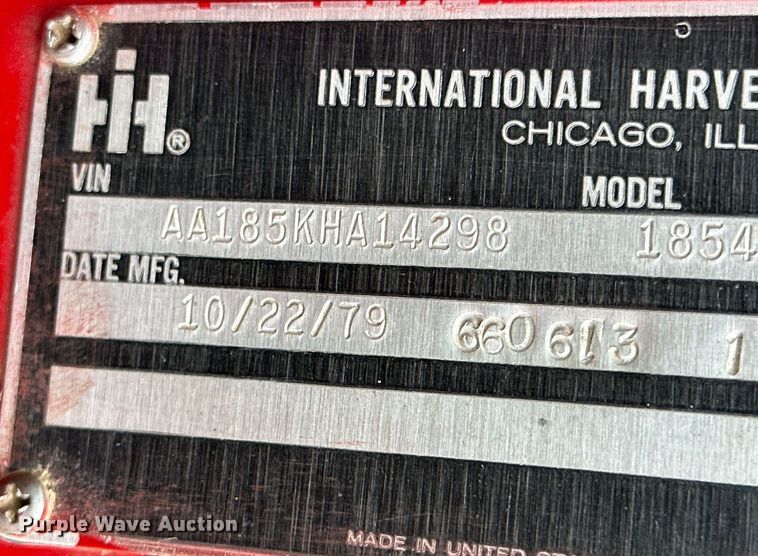 IH®
INTERNATIONAL HARVE
CHICAGO, ILL
VIN MODEL
AA185KHA14298 1854
DATE MFG.
10/22/79 660613 1
MADE IN UNITED STA
Purple Wave Auction